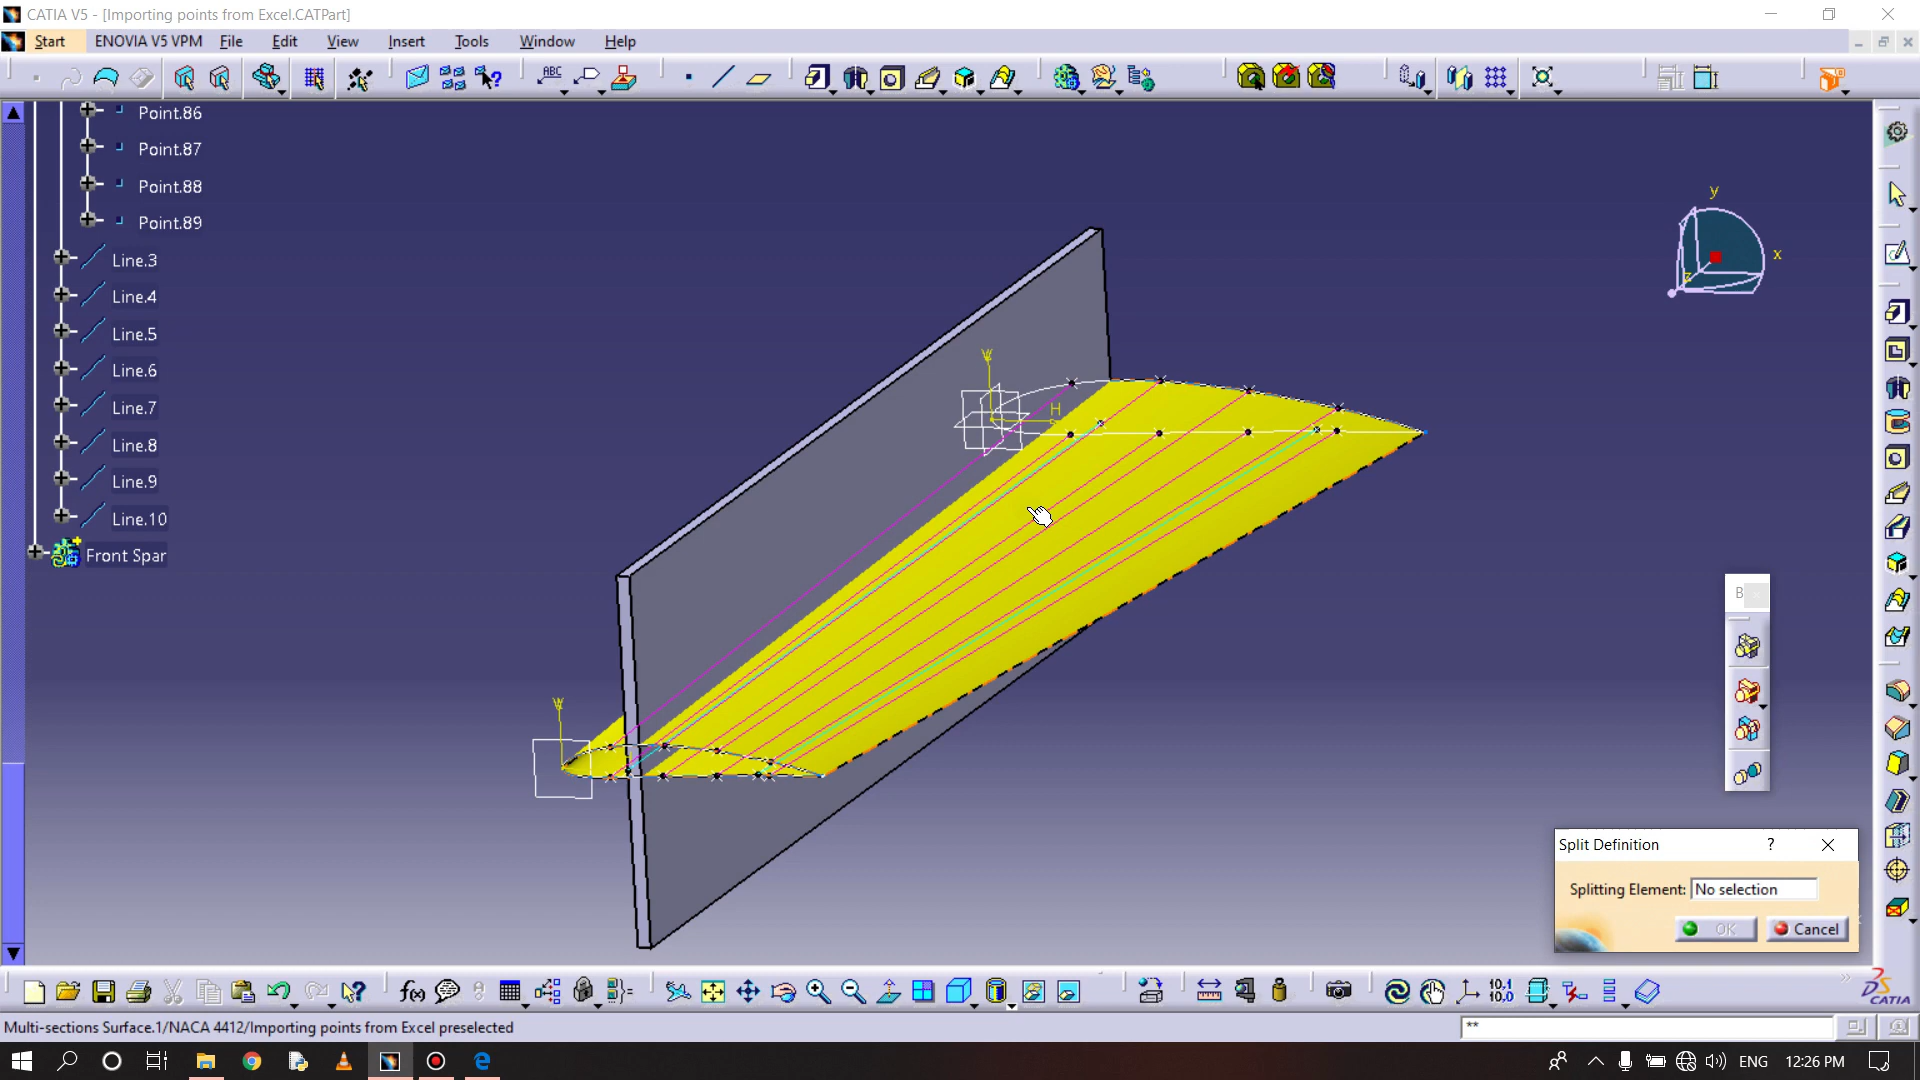 CATIA V5 - [Importing points from Excel.CATPart]
Start ENOVIA V5 VPM File Edit View Insert Tools Window Help
Point.86
Point.87
Point.88
Point.89
Line.3
Line.4
Line.5
Line.6
Line.7
Line.8
Line.9
Line.10
Front Spar
y
x
z
H
B
Split Definition ?
Splitting Element: No selection
OK Cancel
Multi-sections Surface.1/NACA 4412/Importing points from Excel preselected
**
CATIA
ENG 12:26 PM